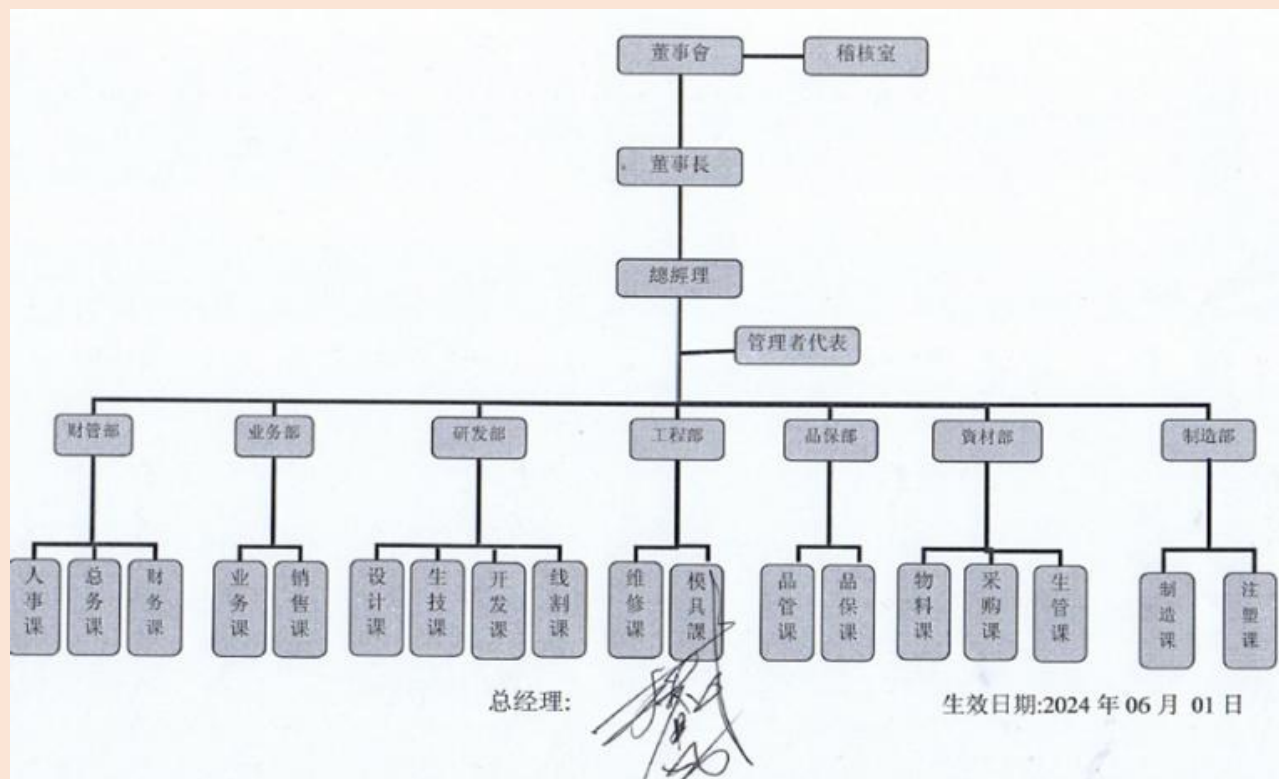 董事會
稽核室
董事長
總經理
管理者代表
财管部
业务部
研发部
工程部
品保部
資材部
制造部
人事课
总务课
财务课
业务课
销售课
设计课
生技课
开发课
线割课
维修课
模具課
品管课
品保课
物料课
采购课
生管课
制造课
注塑课
总经理:
生效日期:2024 年 06 月 01 日